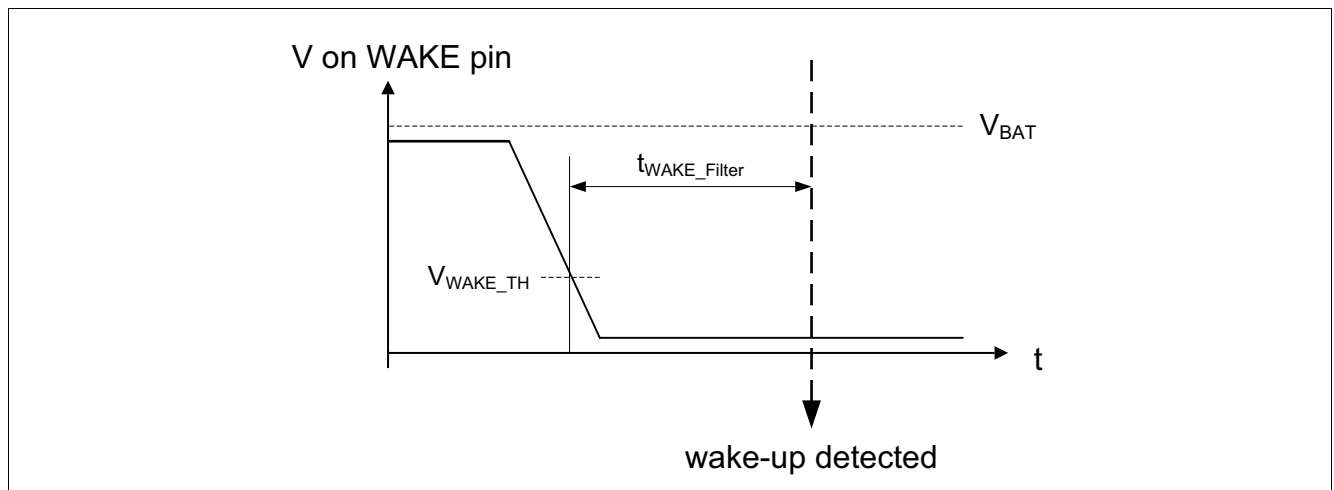 V on WAKE pin
V_BAT
t_WAKE_Filter
V_WAKE_TH
t
wake-up detected